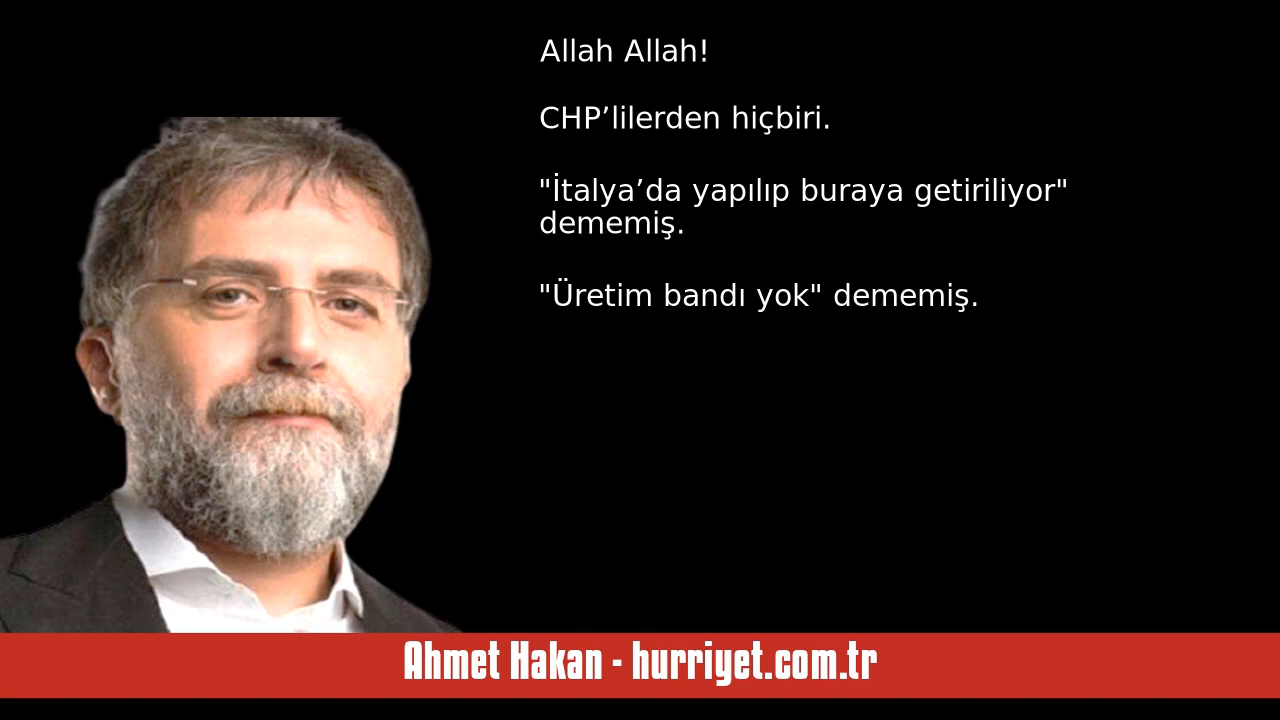 Allah Allah!
CHP’lilerden hiçbiri.
"İtalya’da yapılıp buraya getiriliyor"
dememiş.
"Üretim bandı yok" dememiş.
Ahmet Hakan - hurriyet.com.tr